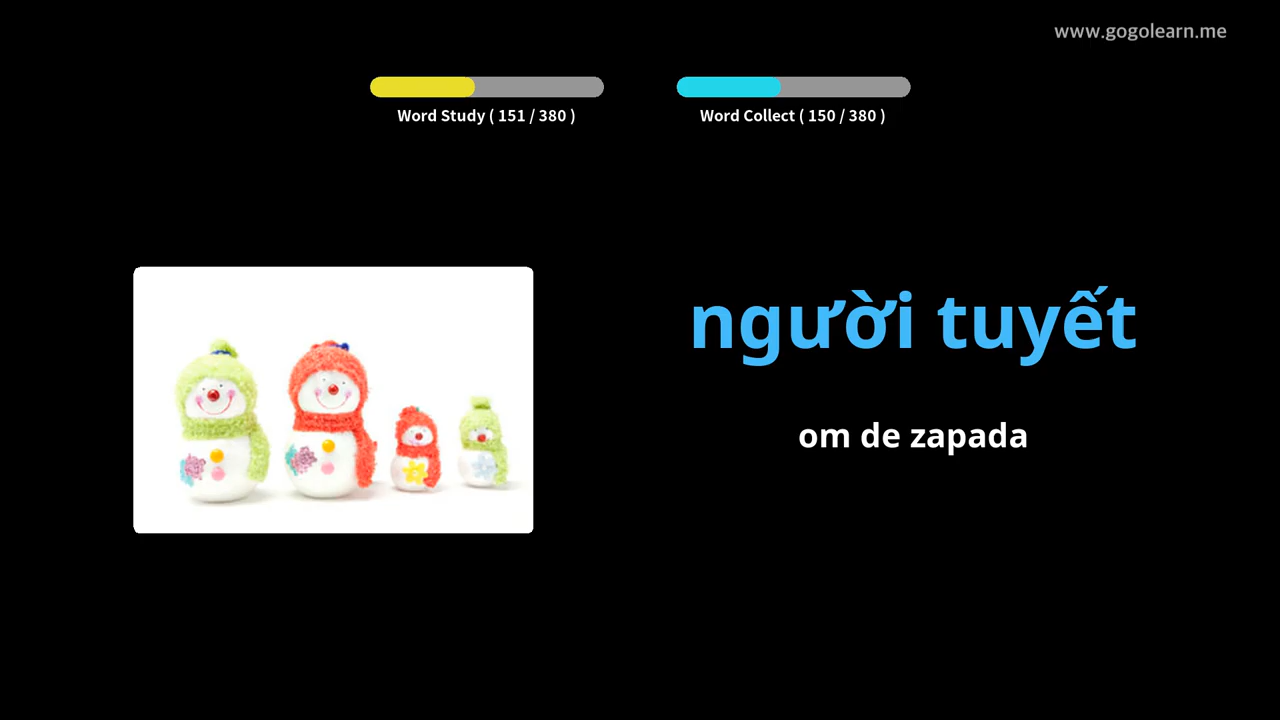 www.gogolearn.me
Word Study ( 151 / 380 )
Word Collect ( 150 / 380 )
người tuyết
om de zapada